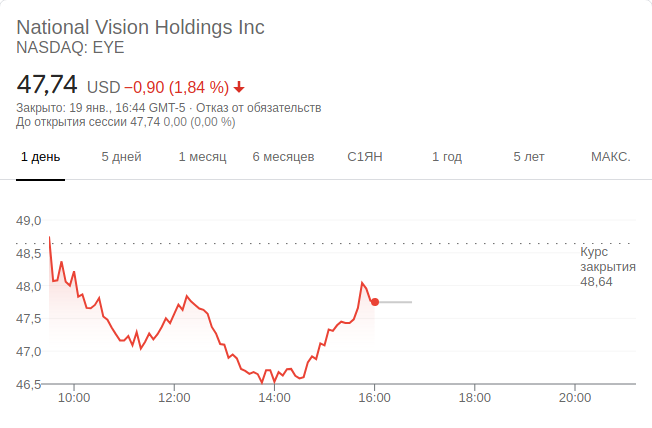 National Vision Holdings Inc
NASDAQ: EYE
47,74 USD −0,90 (1,84 %)
Закрыто: 19 янв., 16:44 GMT-5 · Отказ от обязательств
До открытия сессии 47,74 0,00 (0,00 %)
1 день 5 дней 1 месяц 6 месяцев С1ЯН 1 год 5 лет МАКС.
49,0
48,5
48,0
47,5
47,0
46,5
Курс
закрытия
48,64
10:00 12:00 14:00 16:00 18:00 20:00